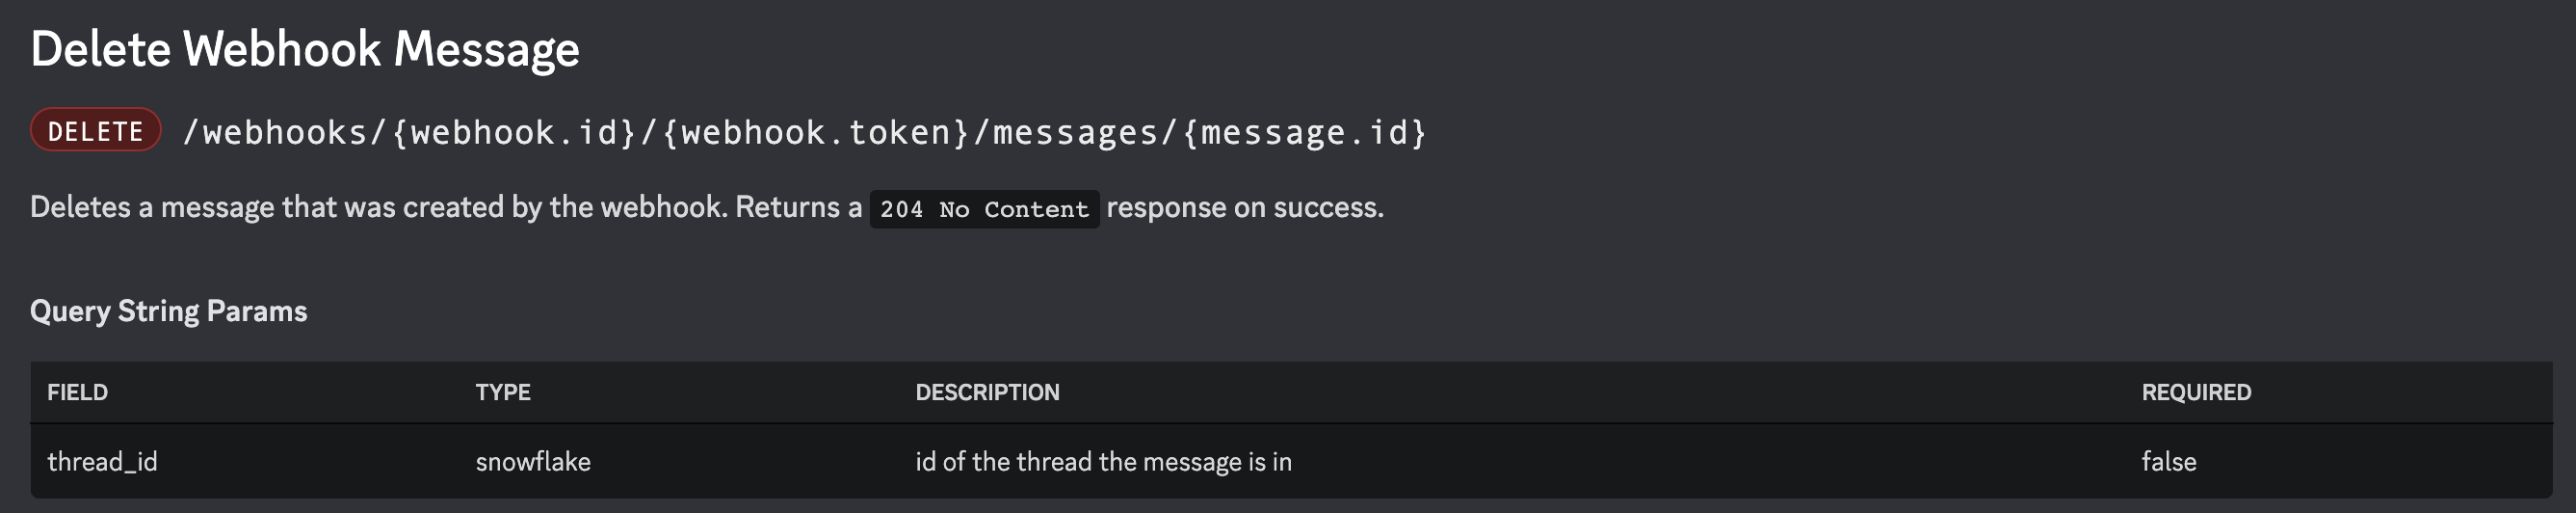 Delete Webhook Message
DELETE /webhooks/{webhook.id}/{webhook.token}/messages/{message.id}
Deletes a message that was created by the webhook. Returns a 204 No Content response on success.
Query String Params
FIELD TYPE DESCRIPTION REQUIRED
thread_id snowflake id of the thread the message is in false